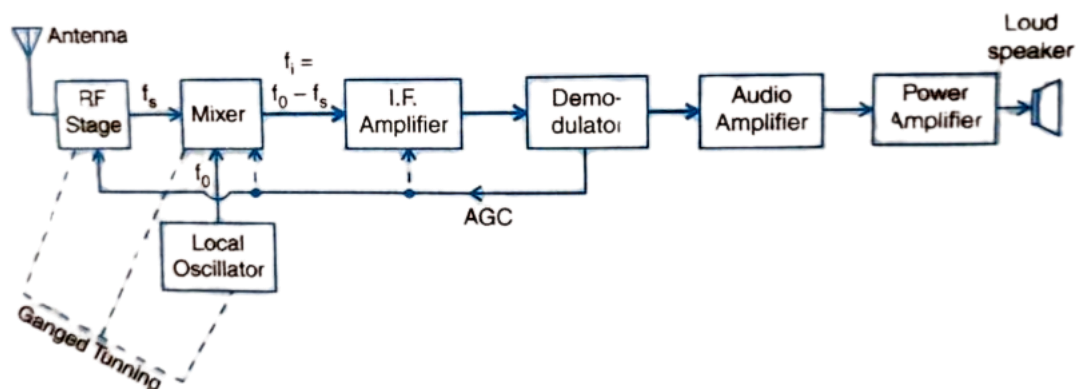 Antenna
Loud
speaker
RF
Stage
f_s
Mixer
f_i =
f_0 – f_s
I.F.
Amplifier
Demo-
dulator
Audio
Amplifier
Power
Amplifier
f_0
AGC
Local
Oscillator
Ganged Tunning